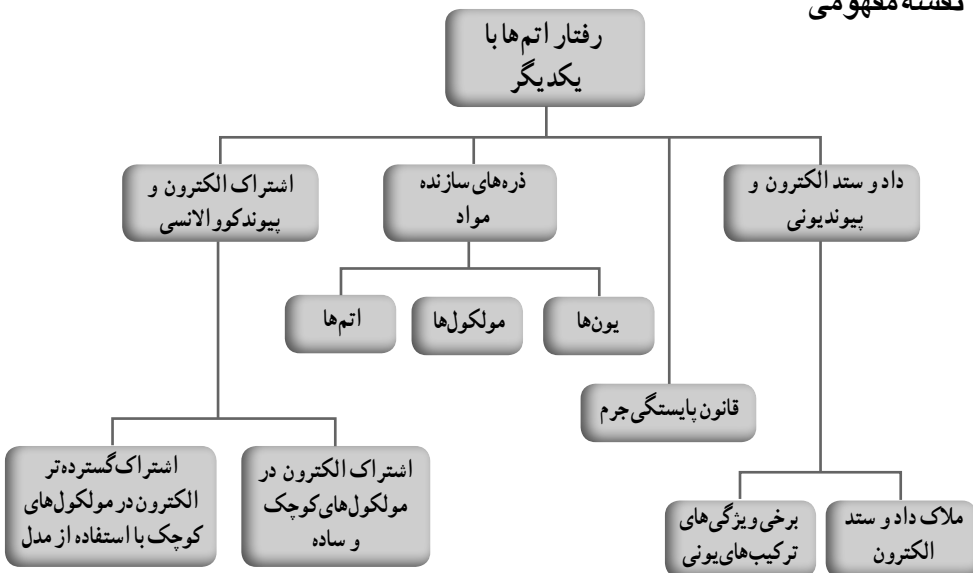 نقشه مفهومی
رفتار اتم‌ها با
یکدیگر
داد و ستد الکترون و
پیوند یونی
ذره‌های سازنده
مواد
اشتراک الکترون و
پیوند کووالانسی
یون‌ها
مولکول‌ها
اتم‌ها
قانون پایستگی جرم
ملاک داد و ستد
الکترون
برخی ویژگی‌های
ترکیب‌های یونی
اشتراک الکترون در
مولکول‌های کوچک
و ساده
اشتراک گسترده‌تر
الکترون در مولکول‌های
کوچک با استفاده از مدل